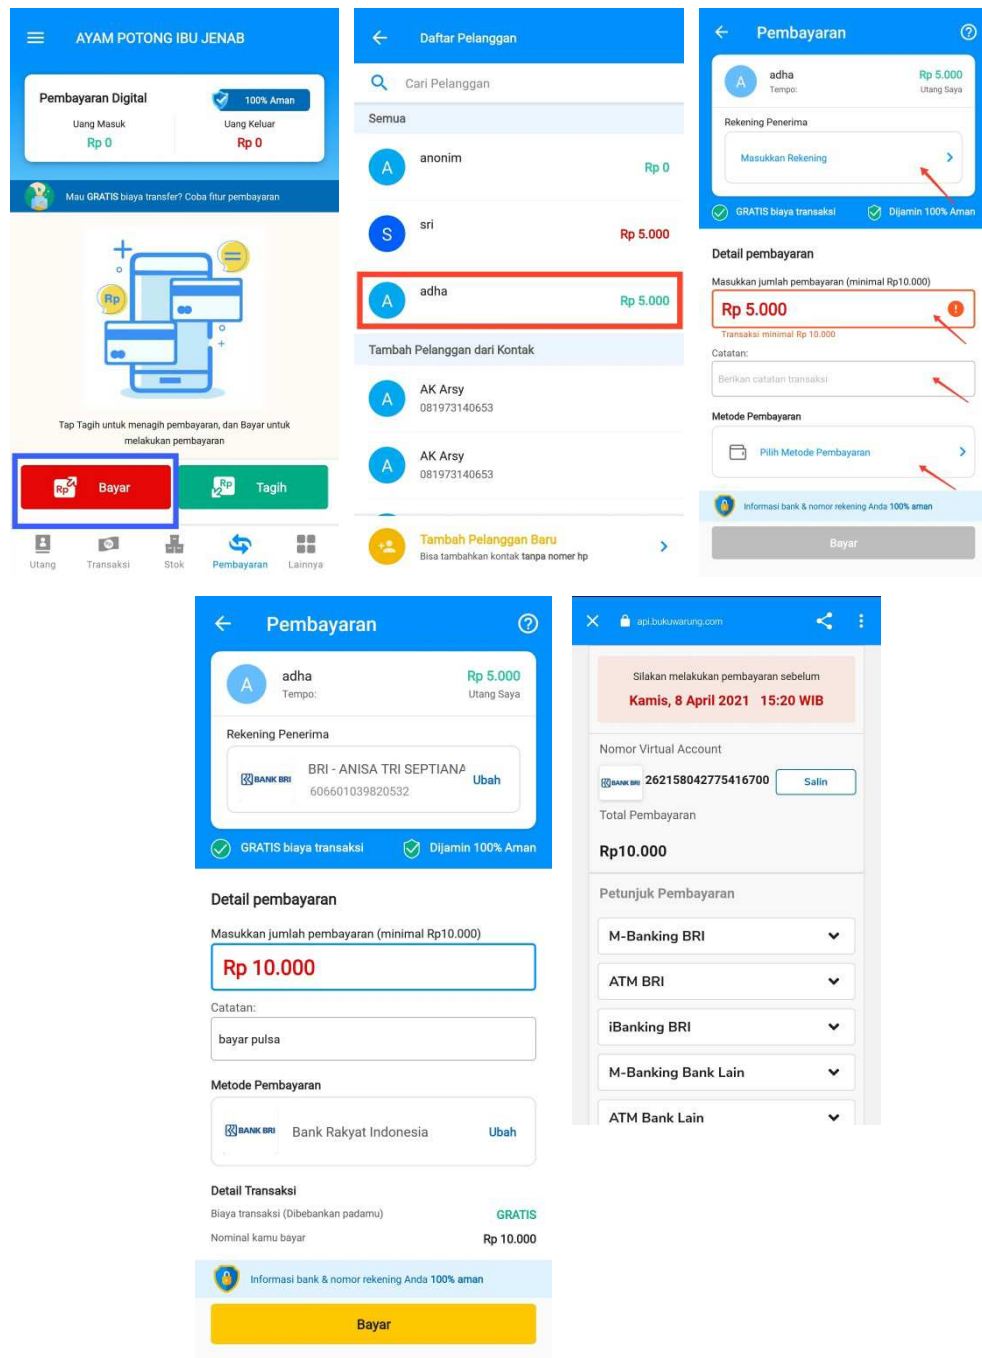 AYAM POTONG IBU JENAB
Pembayaran Digital
100% Aman
Uang Masuk
Uang Keluar
Rp 0
Rp 0
Mau GRATIS biaya transfer? Coba fitur pembayaran
Rp
Tap Tagih untuk menagih pembayaran, dan Bayar untuk
melakukan pembayaran
Rp
Bayar
Rp
Tagih
Utang
Transaksi
Stok
Pembayaran
Lainnya
Daftar Pelanggan
Cari Pelanggan
Semua
A
anonim
Rp 0
S
sri
Rp 5.000
A
adha
Rp 5.000
Tambah Pelanggan dari Kontak
A
AK Arsy
081973140653
A
AK Arsy
081973140653
Tambah Pelanggan Baru
Bisa tambahkan kontak tanpa nomer hp
Pembayaran
A
adha
Rp 5.000
Tempo:
Utang Saya
Rekening Penerima
Masukkan Rekening
GRATIS biaya transaksi
Dijamin 100% Aman
Detail pembayaran
Masukkan jumlah pembayaran (minimal Rp10.000)
Rp 5.000
Transaksi minimal Rp 10.000
Catatan:
Berikan catatan transaksi
Metode Pembayaran
Pilih Metode Pembayaran
Informasi bank & nomor rekening Anda 100% aman
Bayar
Pembayaran
A
adha
Rp 5.000
Tempo:
Utang Saya
Rekening Penerima
BANK BRI
BRI - ANISA TRI SEPTIANA
606601039820532
Ubah
GRATIS biaya transaksi
Dijamin 100% Aman
Detail pembayaran
Masukkan jumlah pembayaran (minimal Rp10.000)
Rp 10.000
Catatan:
bayar pulsa
Metode Pembayaran
BANK BRI
Bank Rakyat Indonesia
Ubah
Detail Transaksi
Biaya transaksi (Dibebankan padamu)
GRATIS
Nominal kamu bayar
Rp 10.000
Informasi bank & nomor rekening Anda 100% aman
Bayar
api.bukuwarung.com
Silakan melakukan pembayaran sebelum
Kamis, 8 April 2021 15:20 WIB
Nomor Virtual Account
BANK BRI
262158042775416700
Salin
Total Pembayaran
Rp10.000
Petunjuk Pembayaran
M-Banking BRI
ATM BRI
iBanking BRI
M-Banking Bank Lain
ATM Bank Lain